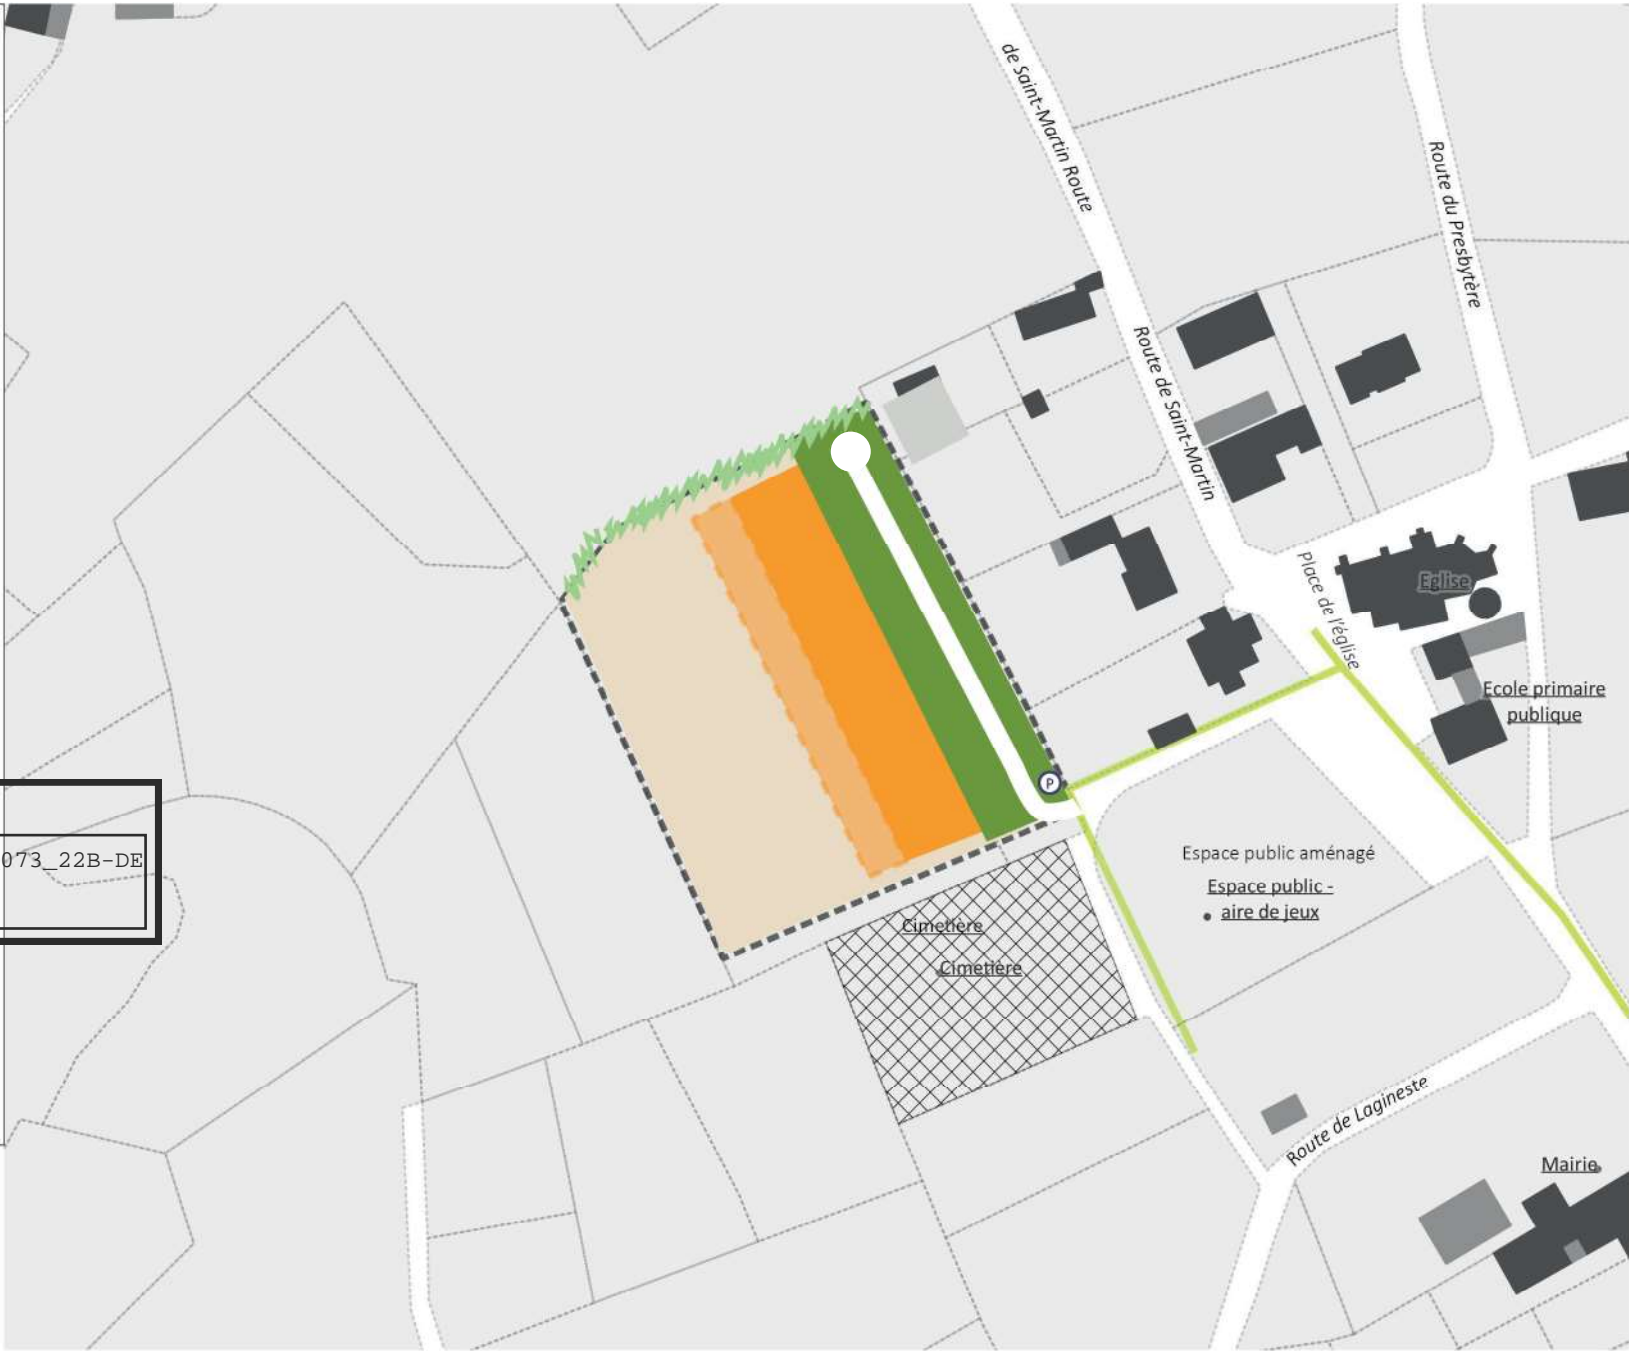 de Saint-Martin Route
Route du Presbytère
Route de Saint-Martin
Place de l'église
Eglise
Ecole primaire
publique
P
073_22B-DE
Espace public aménagé
Espace public -
aire de jeux
Cimetière
Cimetière
Route de Lagineste
Mairie